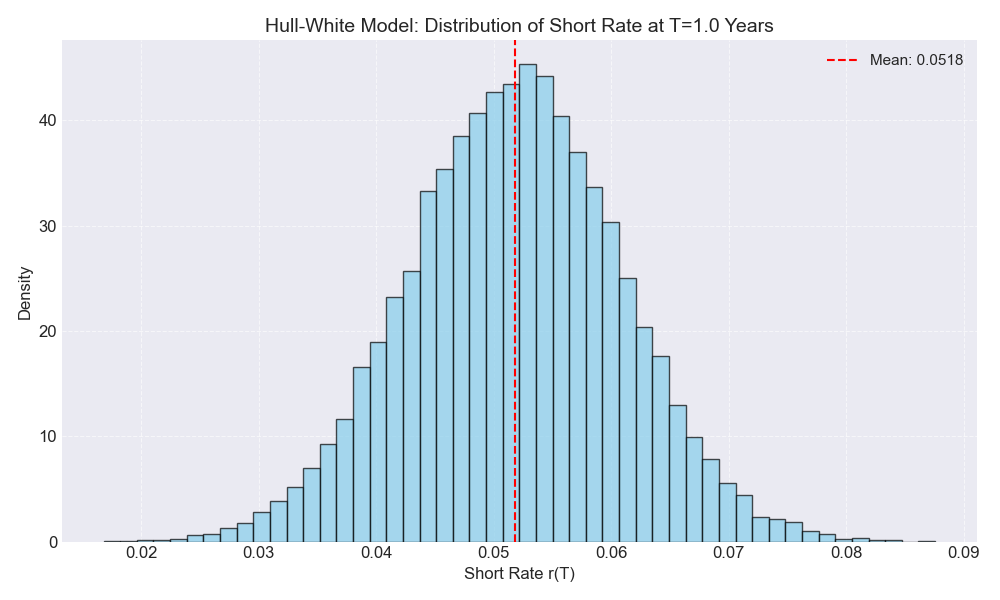 Hull-White Model: Distribution of Short Rate at T=1.0 Years
Mean: 0.0518
Density
40
30
20
10
0
0.02 0.03 0.04 0.05 0.06 0.07 0.08 0.09
Short Rate r(T)